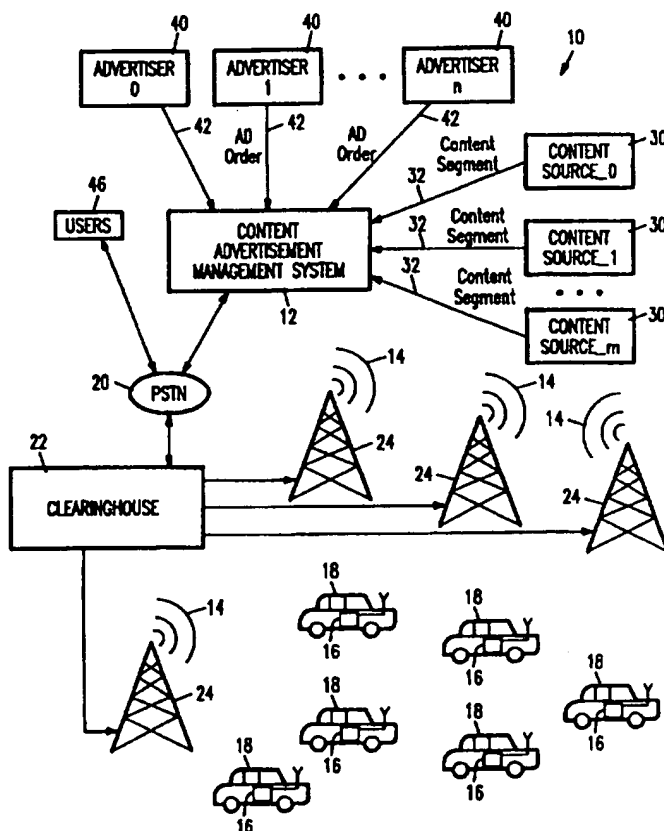 40
40
40
10
ADVERTISER
0
ADVERTISER
1
• • •
ADVERTISER
n
42
42
42
AD
Order
AD
Order
Content
Segment
32
30
CONTENT
SOURCE_0
46
USERS
CONTENT
ADVERTISEMENT
MANAGEMENT SYSTEM
12
Content
Segment
32
30
CONTENT
SOURCE_1
• • •
Content
Segment
32
30
CONTENT
SOURCE_m
20
PSTN
14
14
14
24
24
24
22
CLEARINGHOUSE
14
24
18
16
18
16
18
16
18
16
18
16
18
16